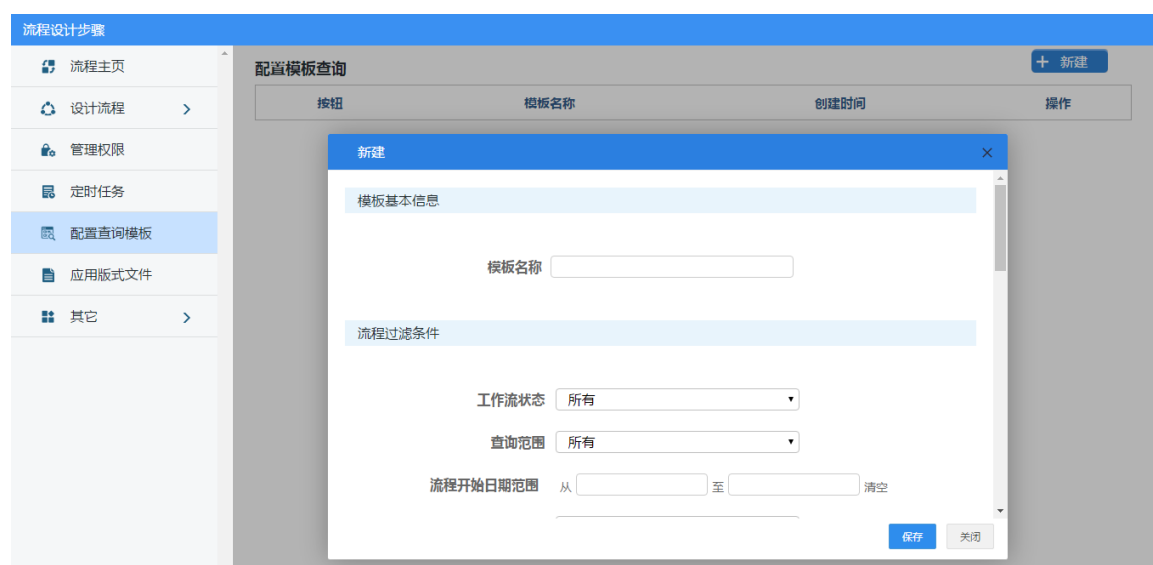 流程设计步骤
流程主页
设计流程
管理权限
定时任务
配置查询模板
应用版式文件
其它
配置模板查询
新建
按钮 模板名称 创建时间 操作
新建
模板基本信息
模板名称
流程过滤条件
工作流状态 所有
查询范围 所有
流程开始日期范围 从 至 清空
保存 关闭